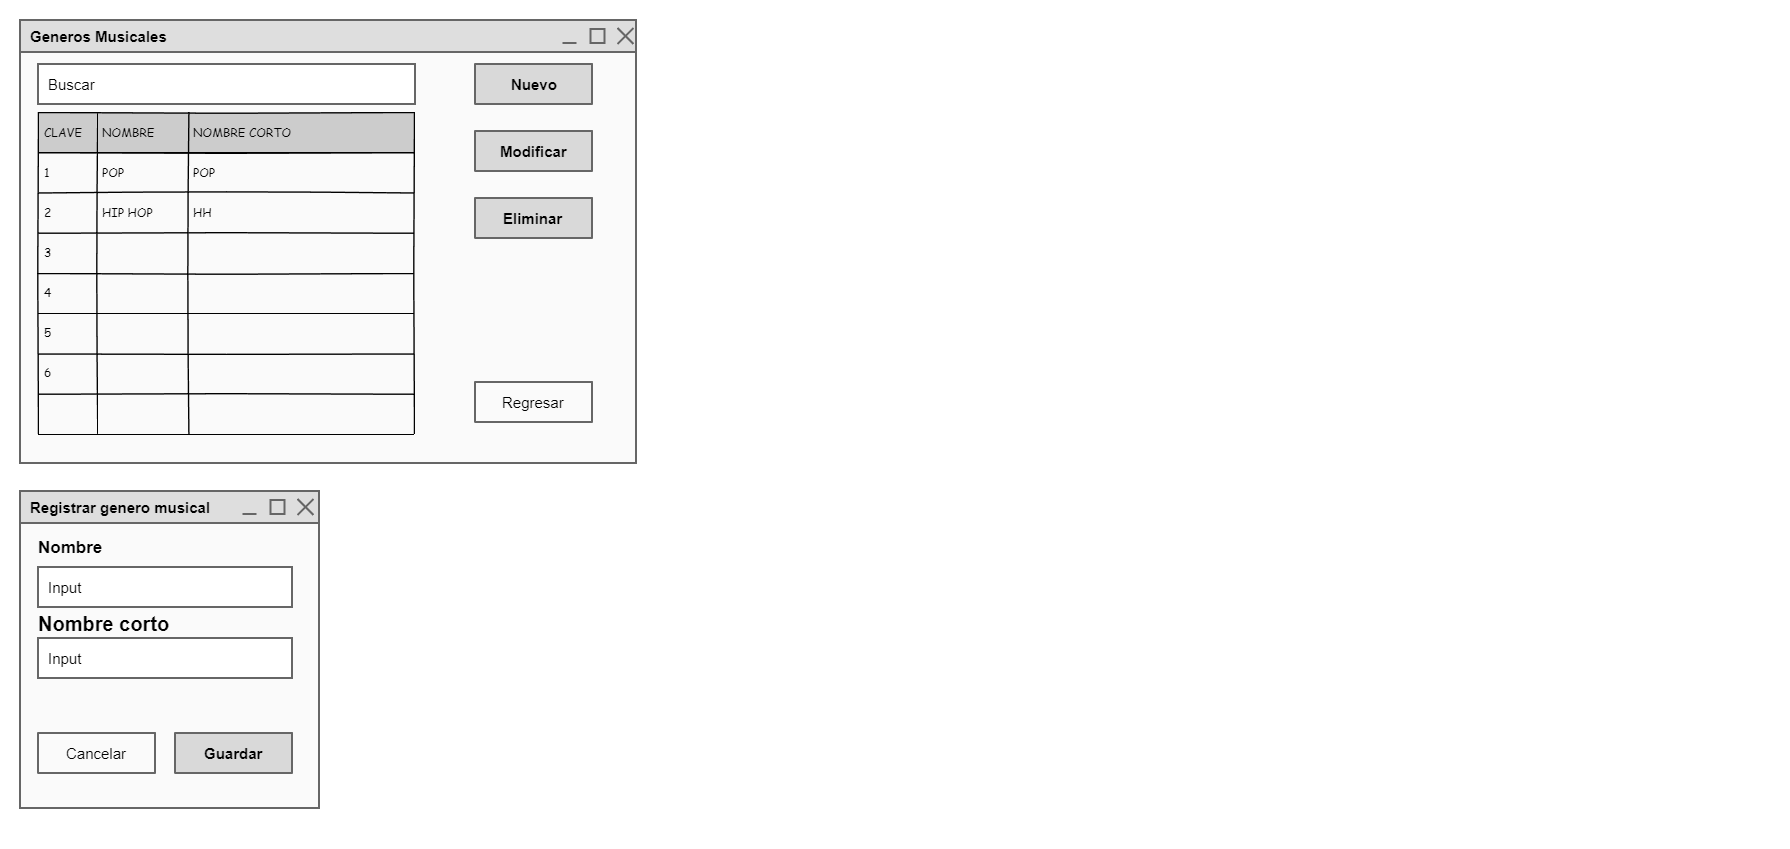 Generos Musicales
Buscar
Nuevo
CLAVE NOMBRE NOMBRE CORTO
Modificar
1 POP POP
2 HIP HOP HH
Eliminar
3
4
5
6
Regresar
Registrar genero musical
Nombre
Input
Nombre corto
Input
Cancelar Guardar